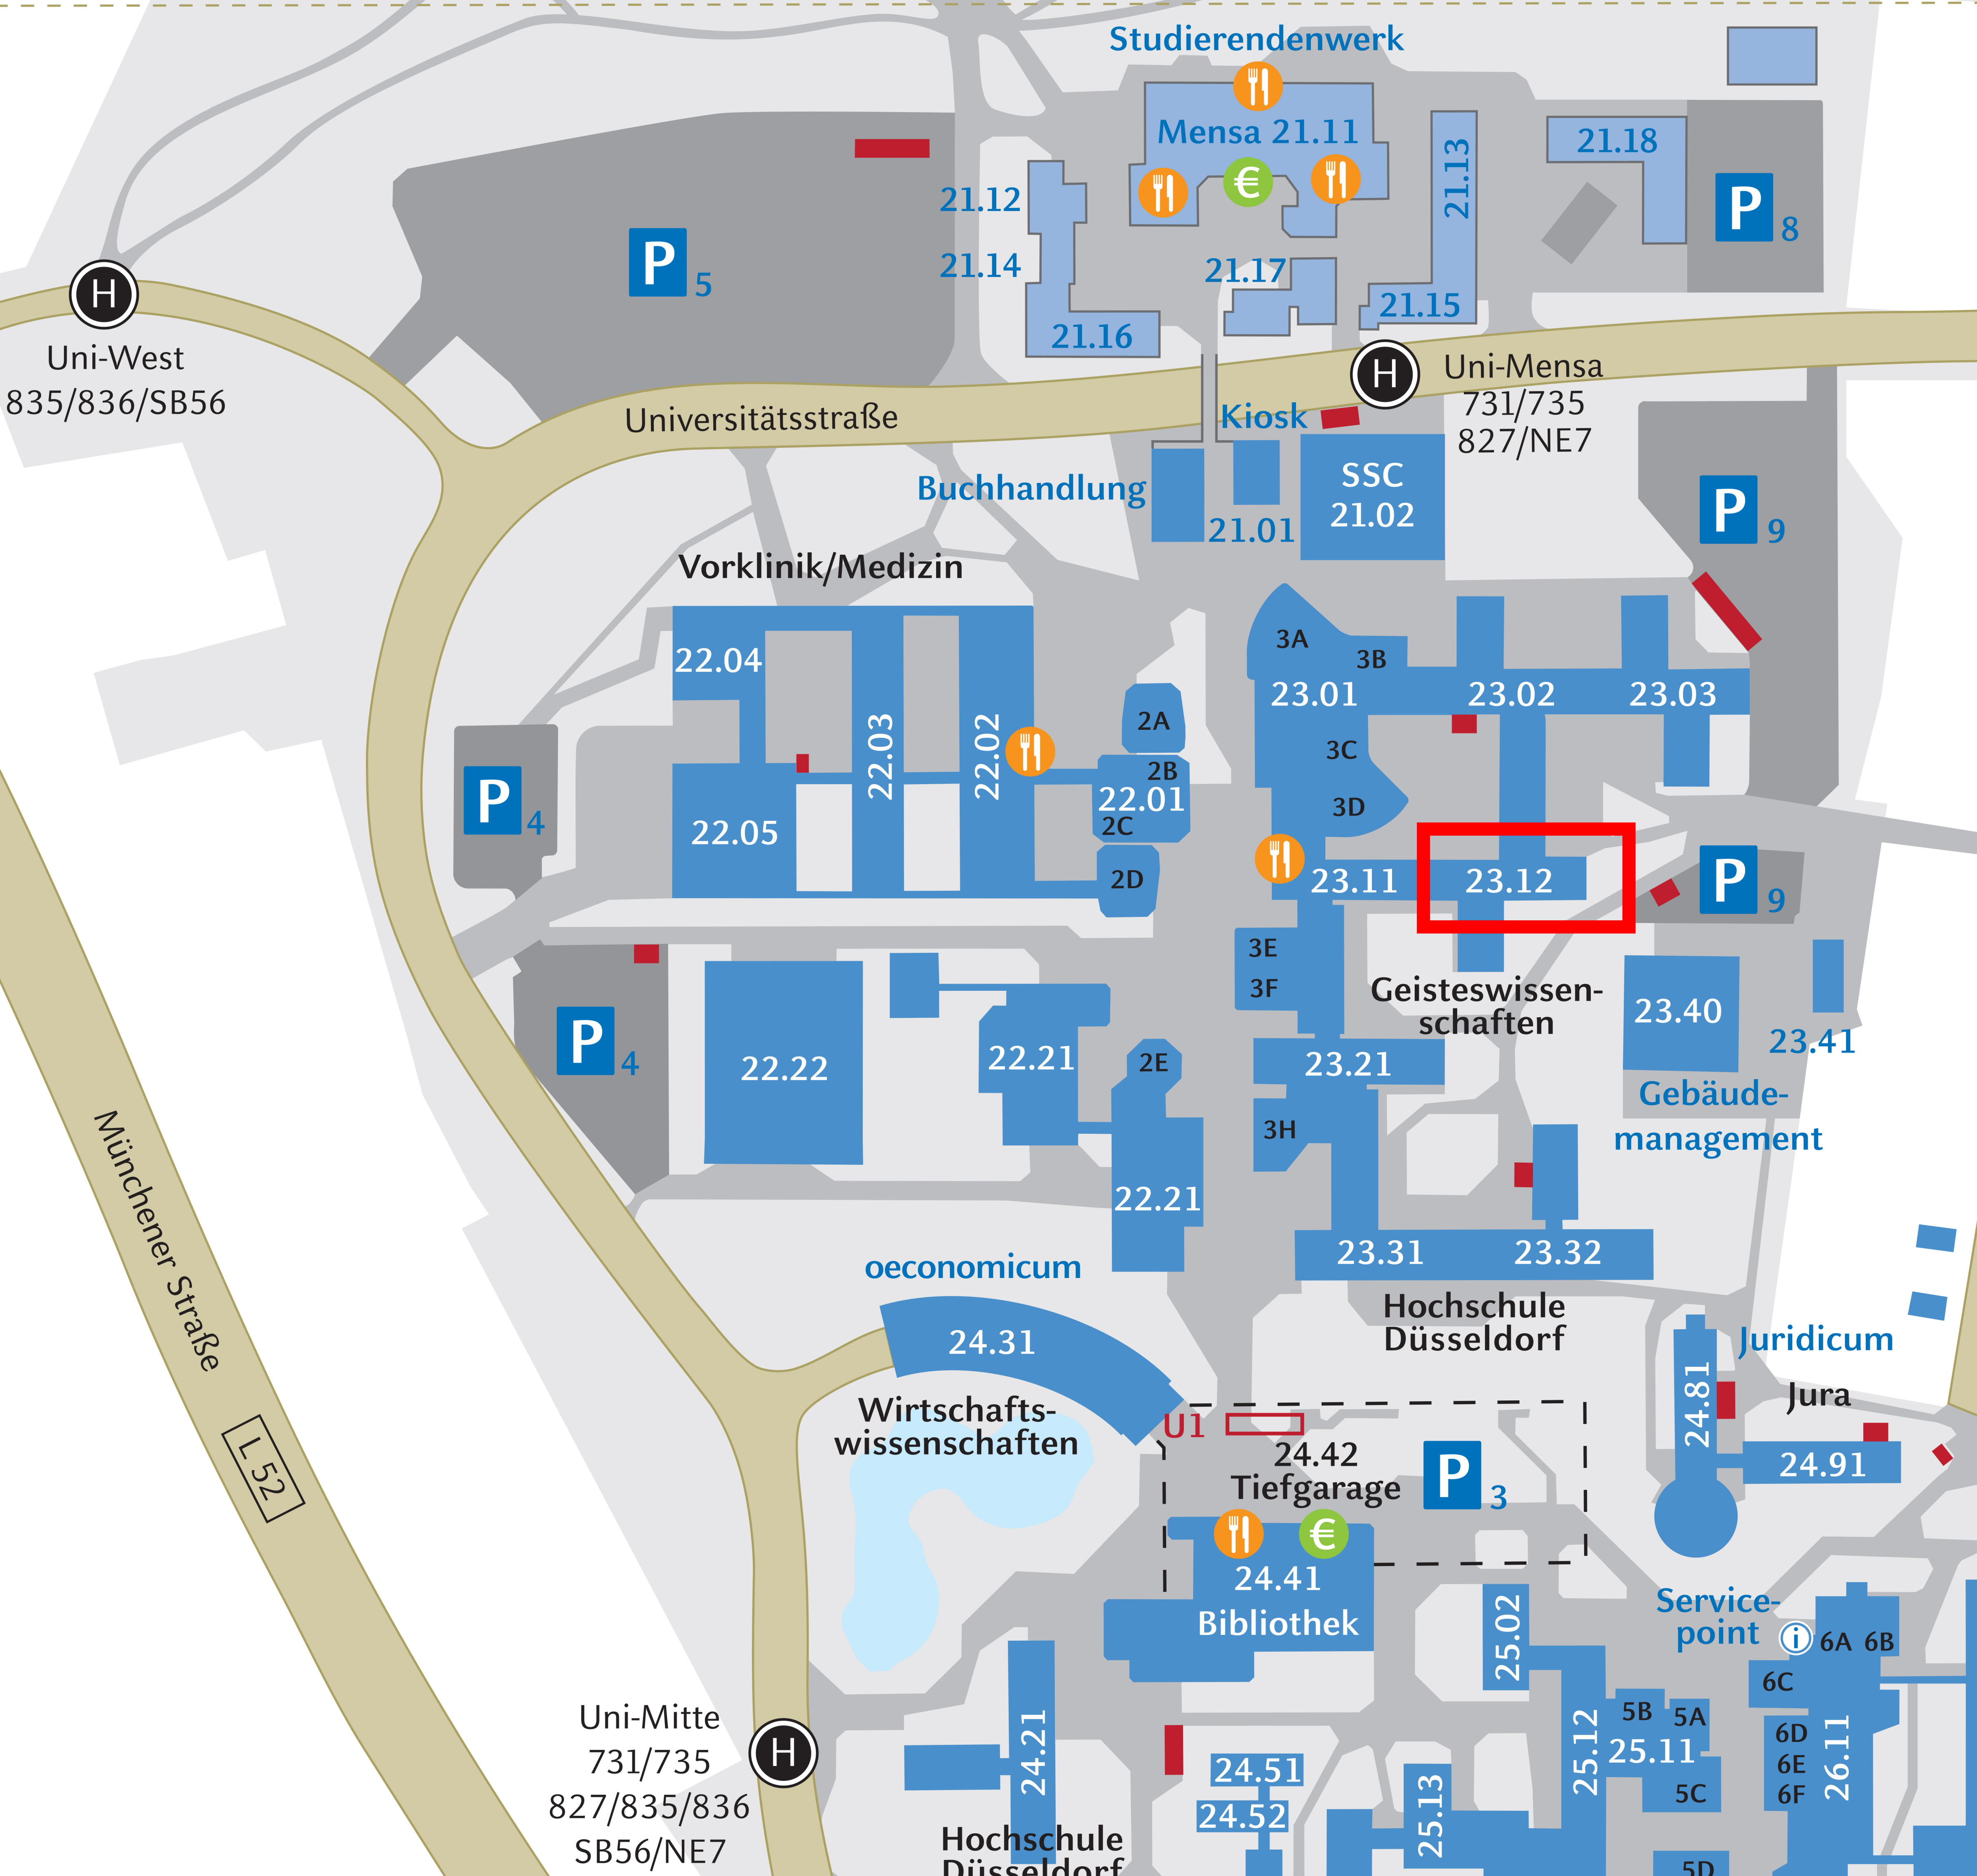 Studierendenwerk
Mensa 21.11
€
21.13
21.18
P 8
21.12
21.14
P 5
21.17
21.15
21.16
H
Uni-West
835/836/SB56
H
Uni-Mensa
731/735
827/NE7
Universitätsstraße
Kiosk
Buchhandlung
21.01
SSC
21.02
P 9
Vorklinik/Medizin
22.04
22.03
22.02
22.05
2A
2B
22.01
2C
2D
3A
3B
23.01
23.02
23.03
3C
3D
P 4
23.11
23.12
P 9
3E
3F
Geisteswissen-
schaften
23.40
23.41
Gebäude-
management
P 4
22.22
22.21
2E
23.21
3H
22.21
23.31
23.32
Münchener Straße
L 52
oeconomicum
24.31
Wirtschafts-
wissenschaften
Hochschule
Düsseldorf
Juridicum
24.81
Jura
24.91
U1
24.42
Tiefgarage
P 3
€
24.41
Bibliothek
25.02
Service-
point
i
6A 6B
6C
6D
6E
6F
26.11
5B
5A
25.11
5C
5D
25.12
25.13
24.51
24.52
24.21
Uni-Mitte
731/735
827/835/836
SB56/NE7
H
Hochschule
Düsseldorf